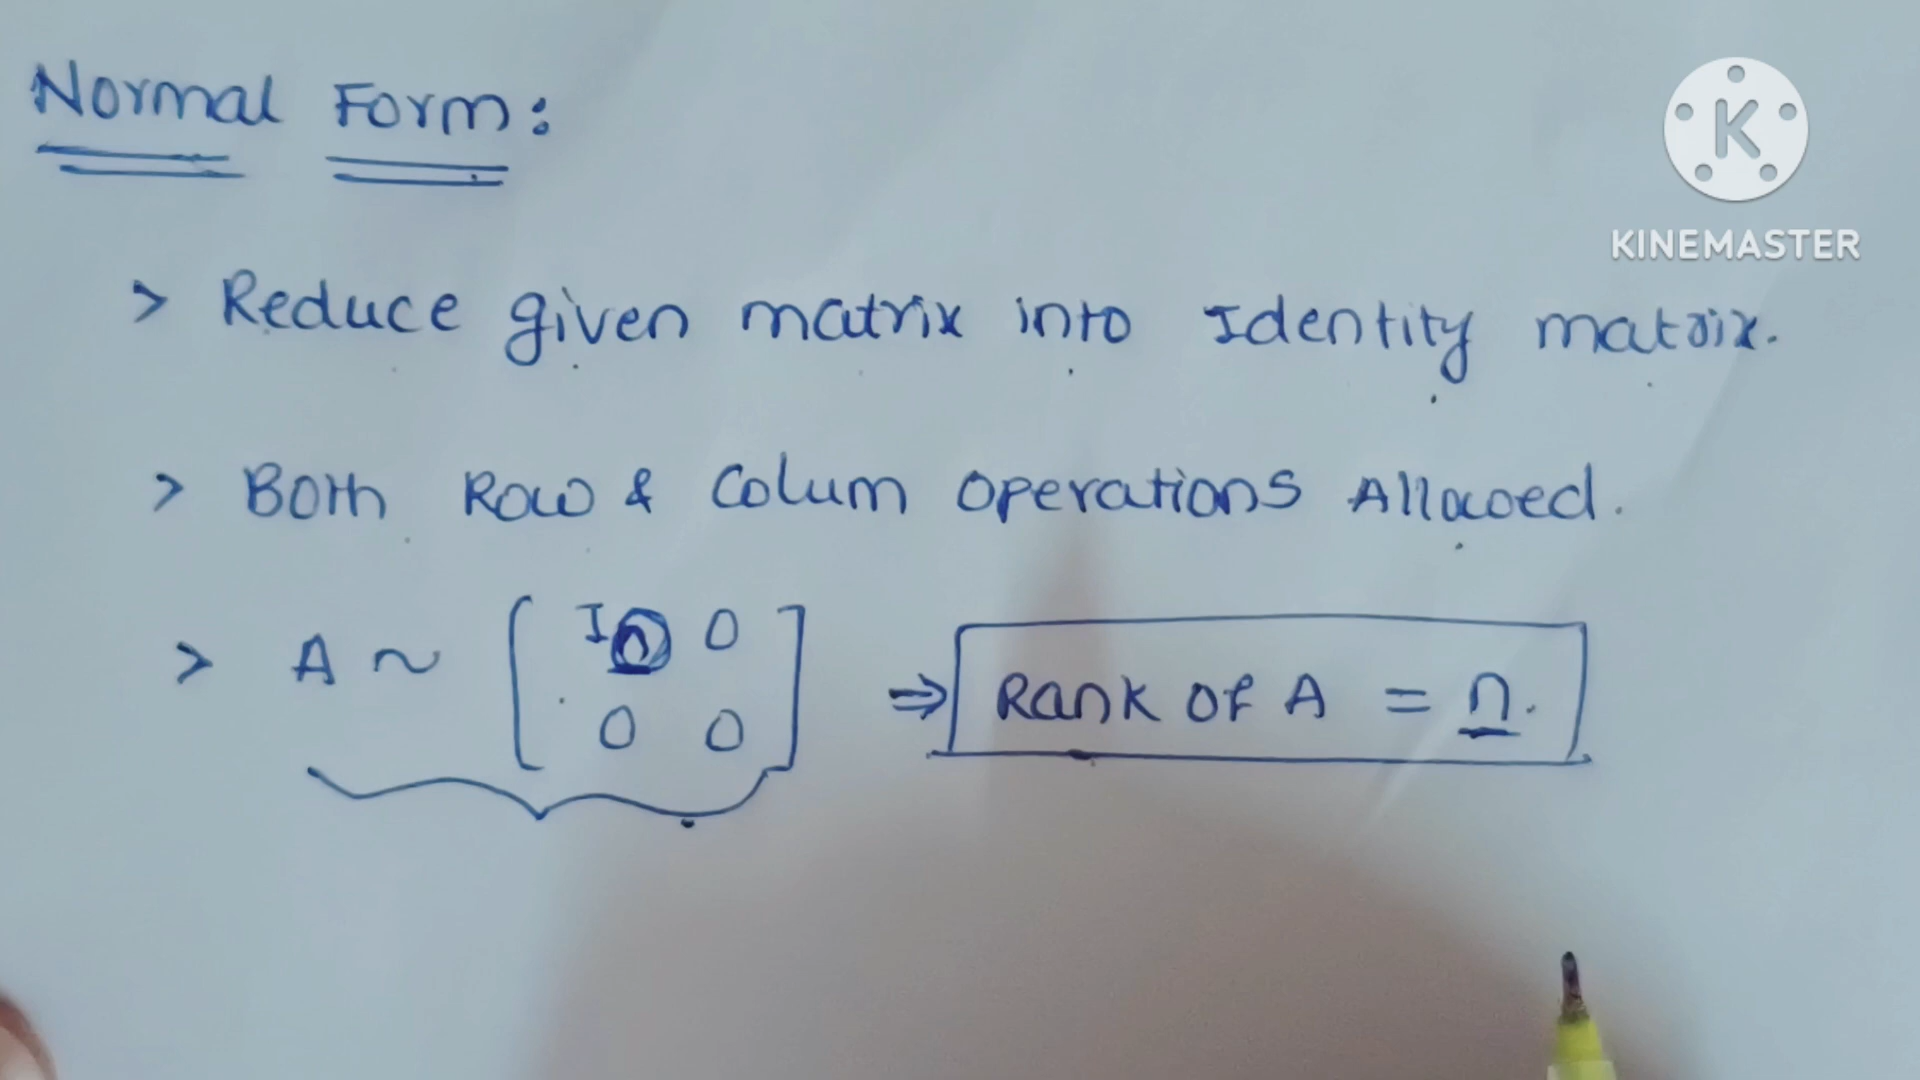 Normal Form:
K
KINEMASTER
> Reduce given matrix into Identity matrix.
> Both Row & Colum operations Allowed.
> A ~ [ In 0
0 0 ] ⇒ Rank of A = n.